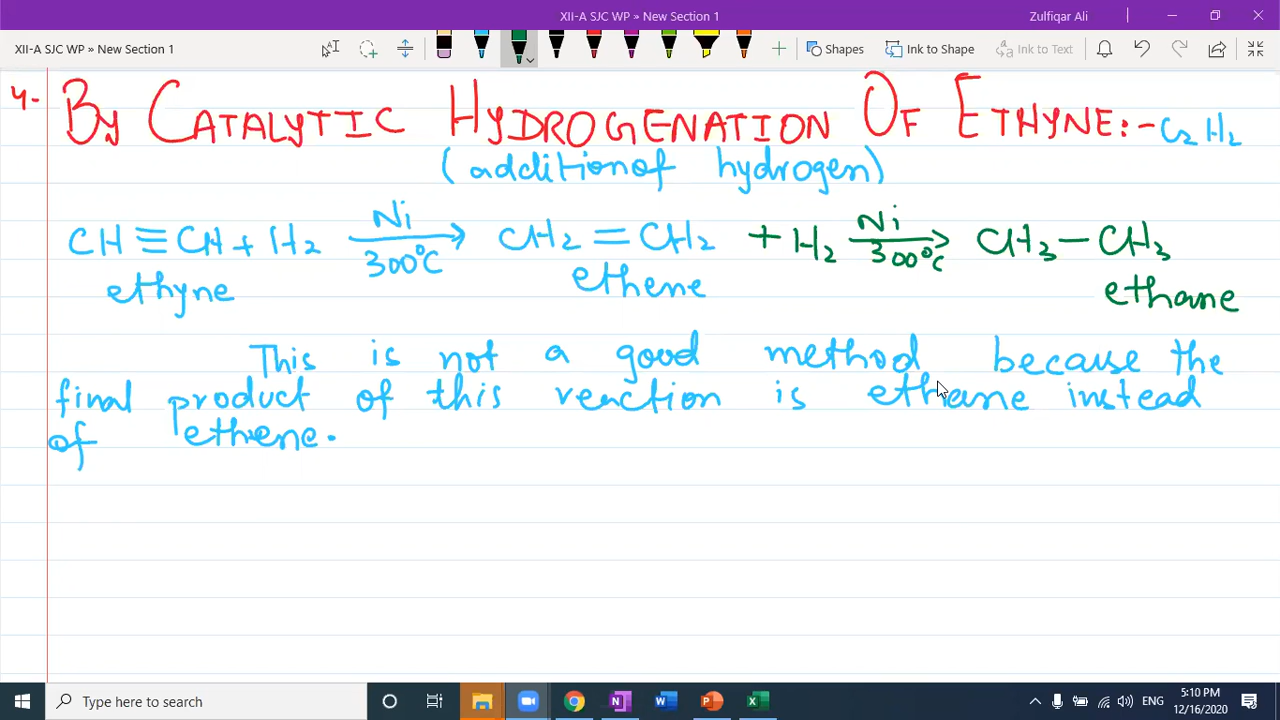 XII-A SJC WP » New Section 1
Zulfiqar Ali
XII-A SJC WP » New Section 1
Shapes
Ink to Shape
Ink to Text
4- By Catalytic Hydrogenation Of Ethyne:- C2H2
(addition of hydrogen)
CH≡CH + H2 Ni 300°C → CH2=CH2 + H2 Ni 300°C → CH3-CH3
ethyne ethene ethane
This is not a good method because the
final product of this reaction is ethane instead
of ethene.
Type here to search
ENG
5:10 PM
12/16/2020